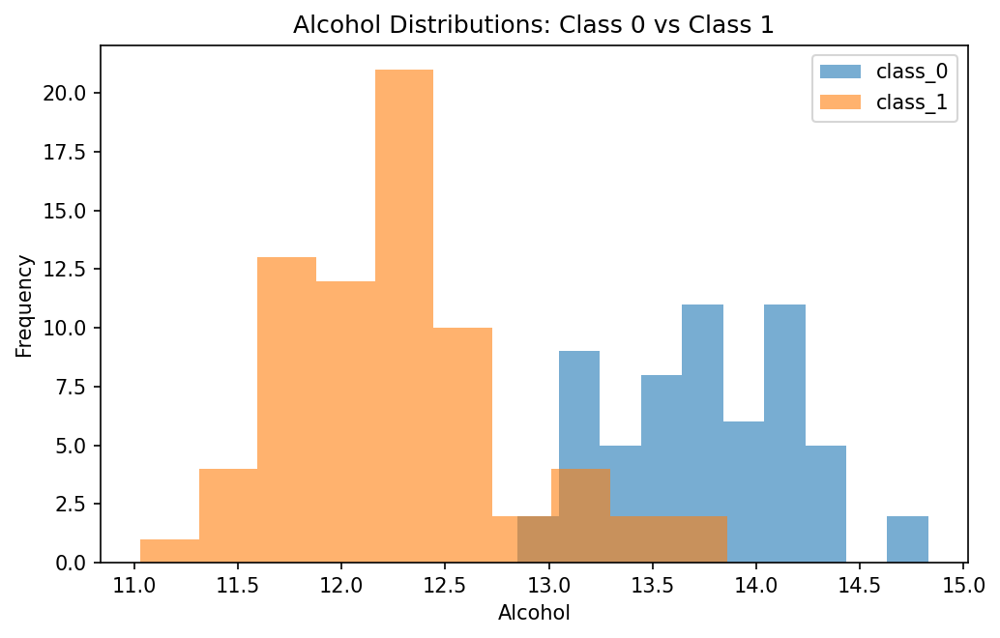 Alcohol Distributions: Class 0 vs Class 1
class_0
class_1
20.0
17.5
15.0
12.5
10.0
7.5
5.0
2.5
0.0
Frequency
11.0 11.5 12.0 12.5 13.0 13.5 14.0 14.5 15.0
Alcohol